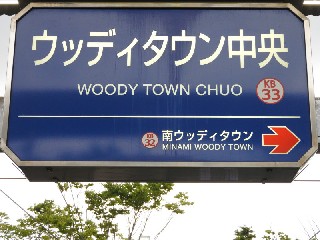 ウッディタウン中央
WOODY TOWN CHUO
KB
33
KB
32
南ウッディタウン
MINAMI WOODY TOWN